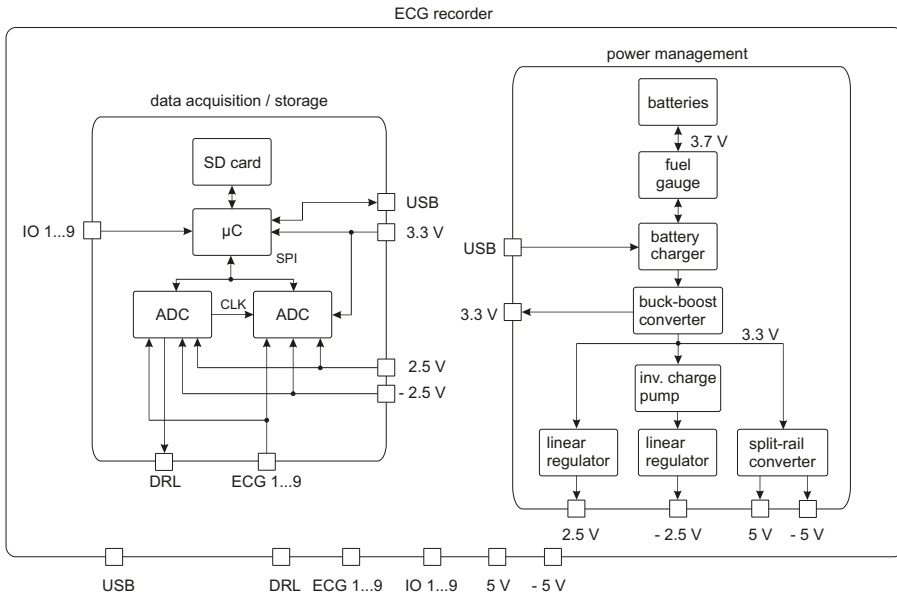 ECG recorder
data acquisition / storage
SD card
µC
IO 1...9
USB
3.3 V
SPI
ADC
CLK
ADC
2.5 V
- 2.5 V
DRL
ECG 1...9
power management
batteries
3.7 V
fuel
gauge
USB
battery
charger
3.3 V
buck-boost
converter
3.3 V
inv. charge
pump
linear
regulator
linear
regulator
split-rail
converter
2.5 V
- 2.5 V
5 V
- 5 V
USB
DRL
ECG 1...9
IO 1...9
5 V
- 5 V